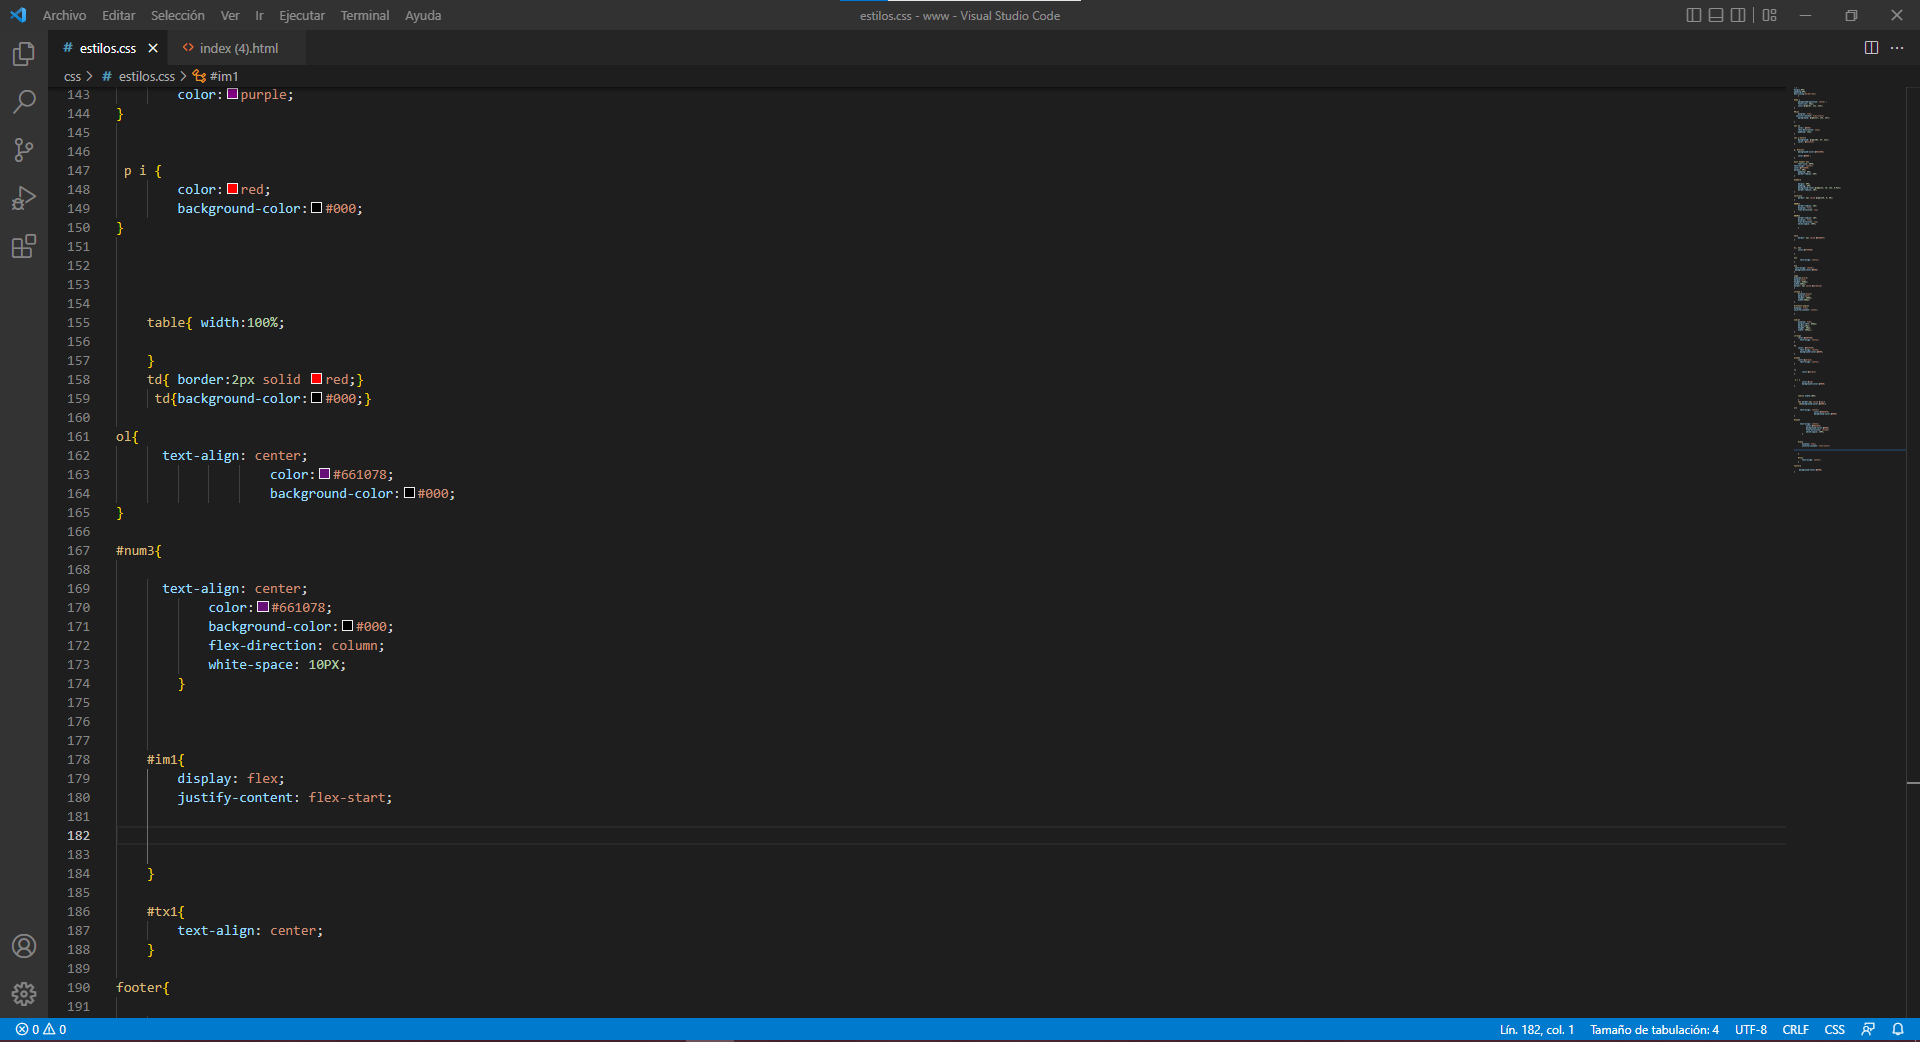 Archivo Editar Selección Ver Ir Ejecutar Terminal Ayuda
estilos.css - www - Visual Studio Code
# estilos.css
<> index (4).html
css > # estilos.css > #im1
143 color: purple;
144 }
145
146
147 p i {
148 color: red;
149 background-color: #000;
150 }
151
152
153
154
155 table{ width:100%;
156
157 }
158 td{ border:2px solid red;}
159 td{background-color: #000;}
160
161 ol{
162 text-align: center;
163 color: #661078;
164 background-color: #000;
165 }
166
167 #num3{
168
169 text-align: center;
170 color: #661078;
171 background-color: #000;
172 flex-direction: column;
173 white-space: 10PX;
174 }
175
176
177
178 #im1{
179 display: flex;
180 justify-content: flex-start;
181
182
183
184 }
185
186 #tx1{
187 text-align: center;
188 }
189
190 footer{
191
0 0
Lín. 182, col. 1 Tamaño de tabulación: 4 UTF-8 CRLF CSS